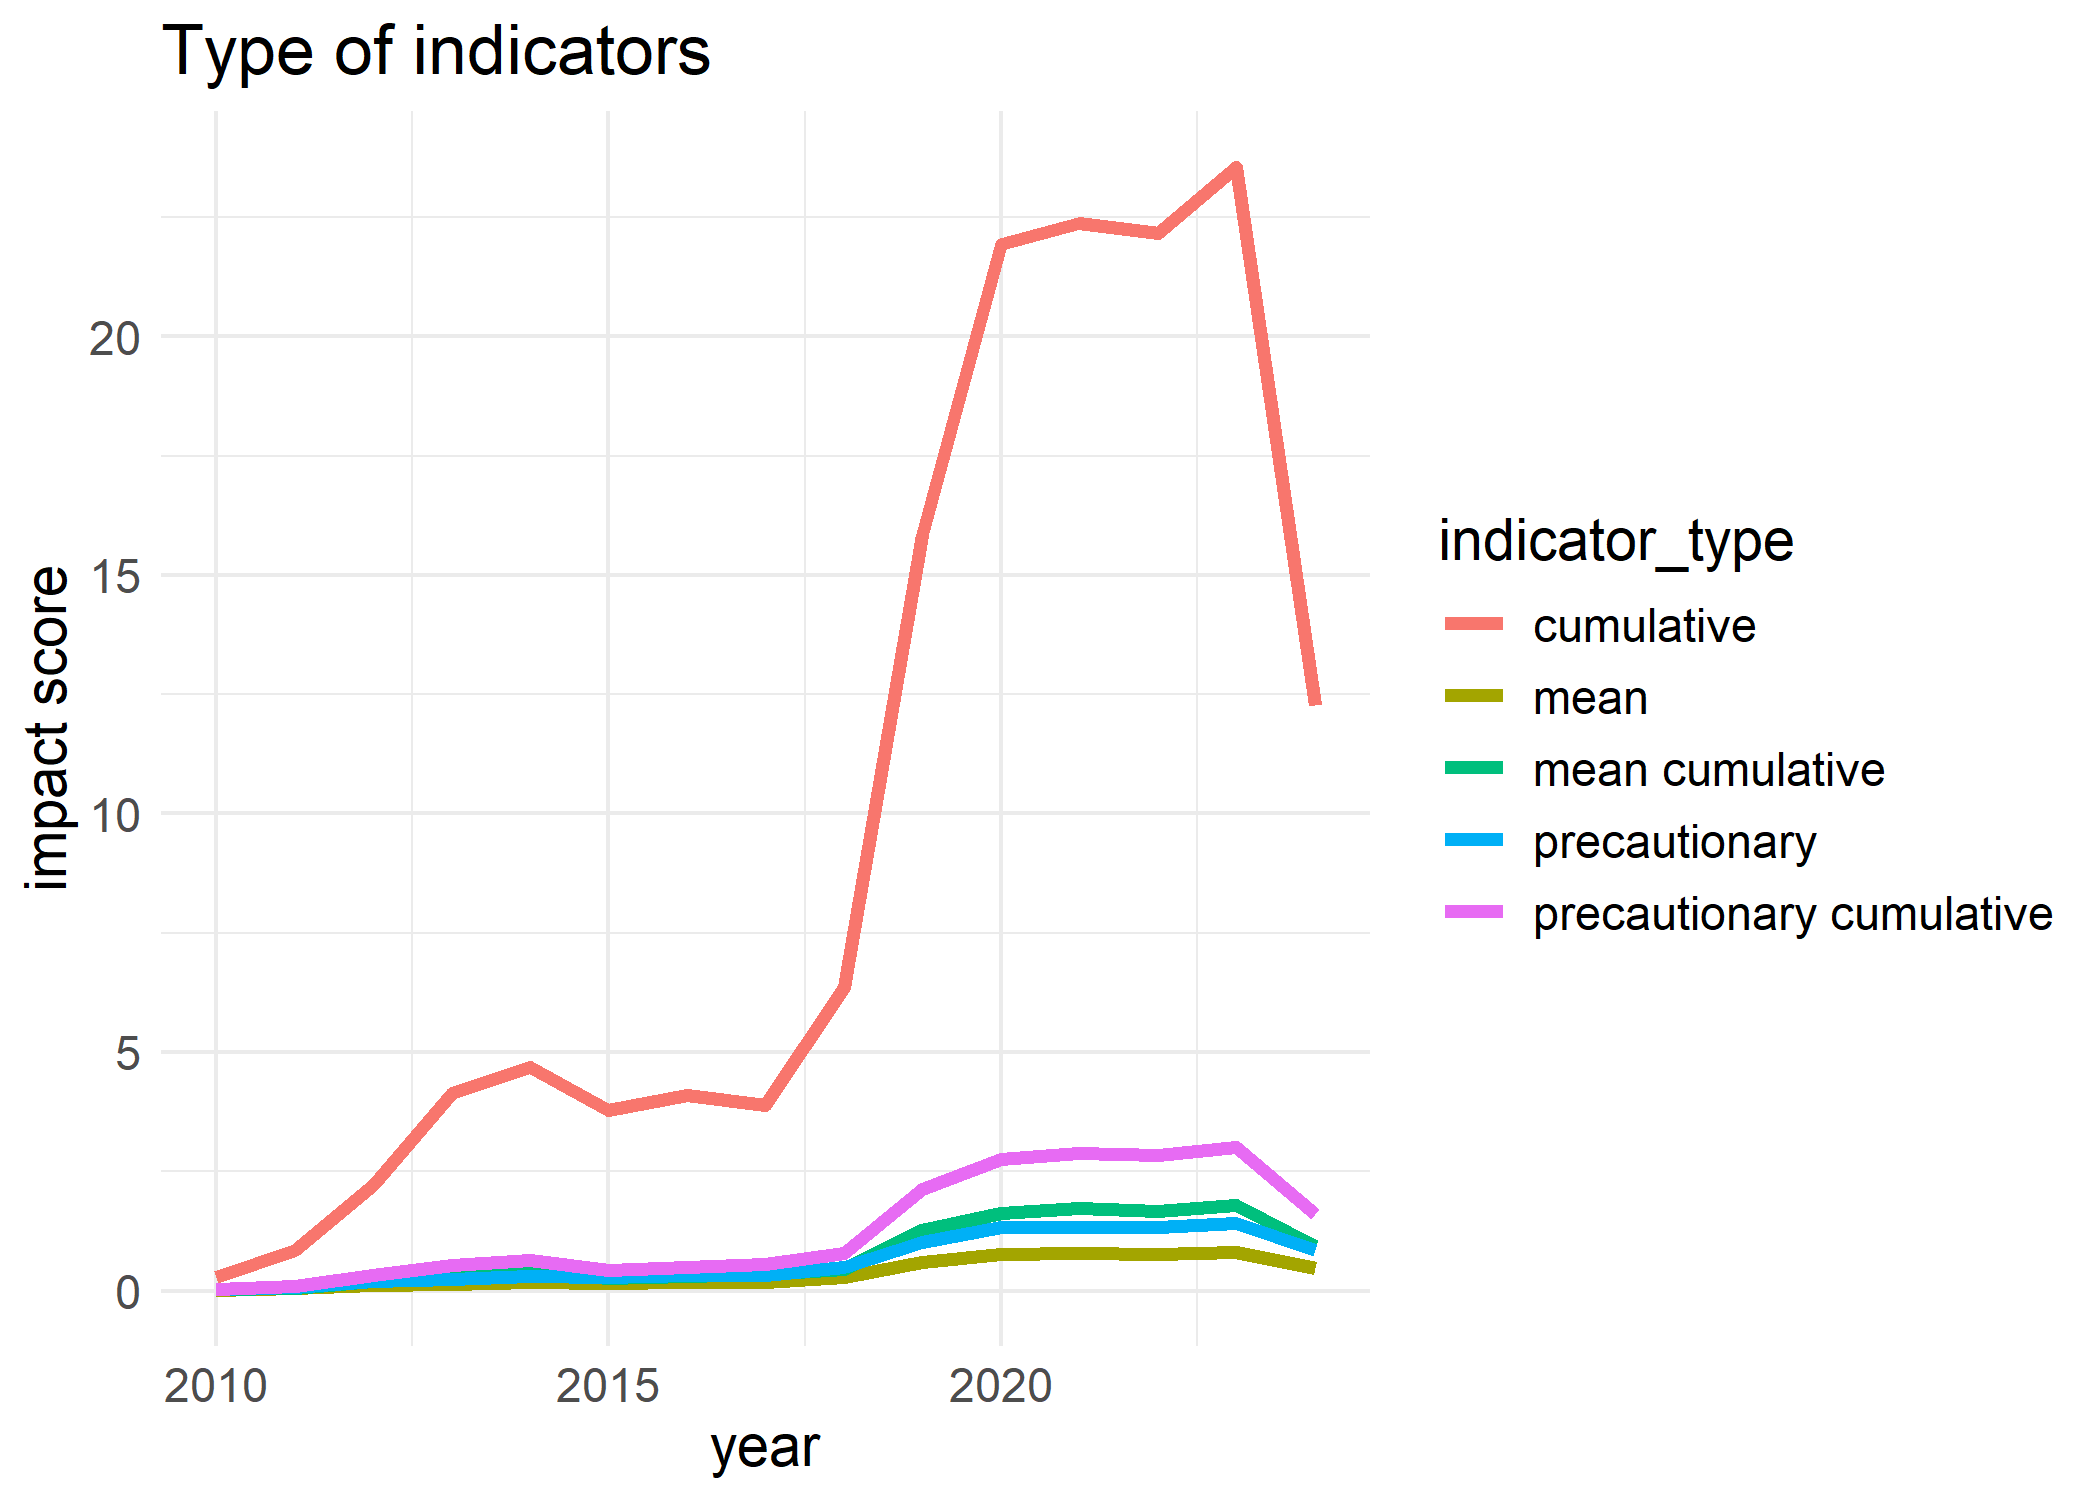 Type of indicators
impact score
20
15
10
5
0
2010 2015 2020
year
indicator_type
cumulative
mean
mean cumulative
precautionary
precautionary cumulative